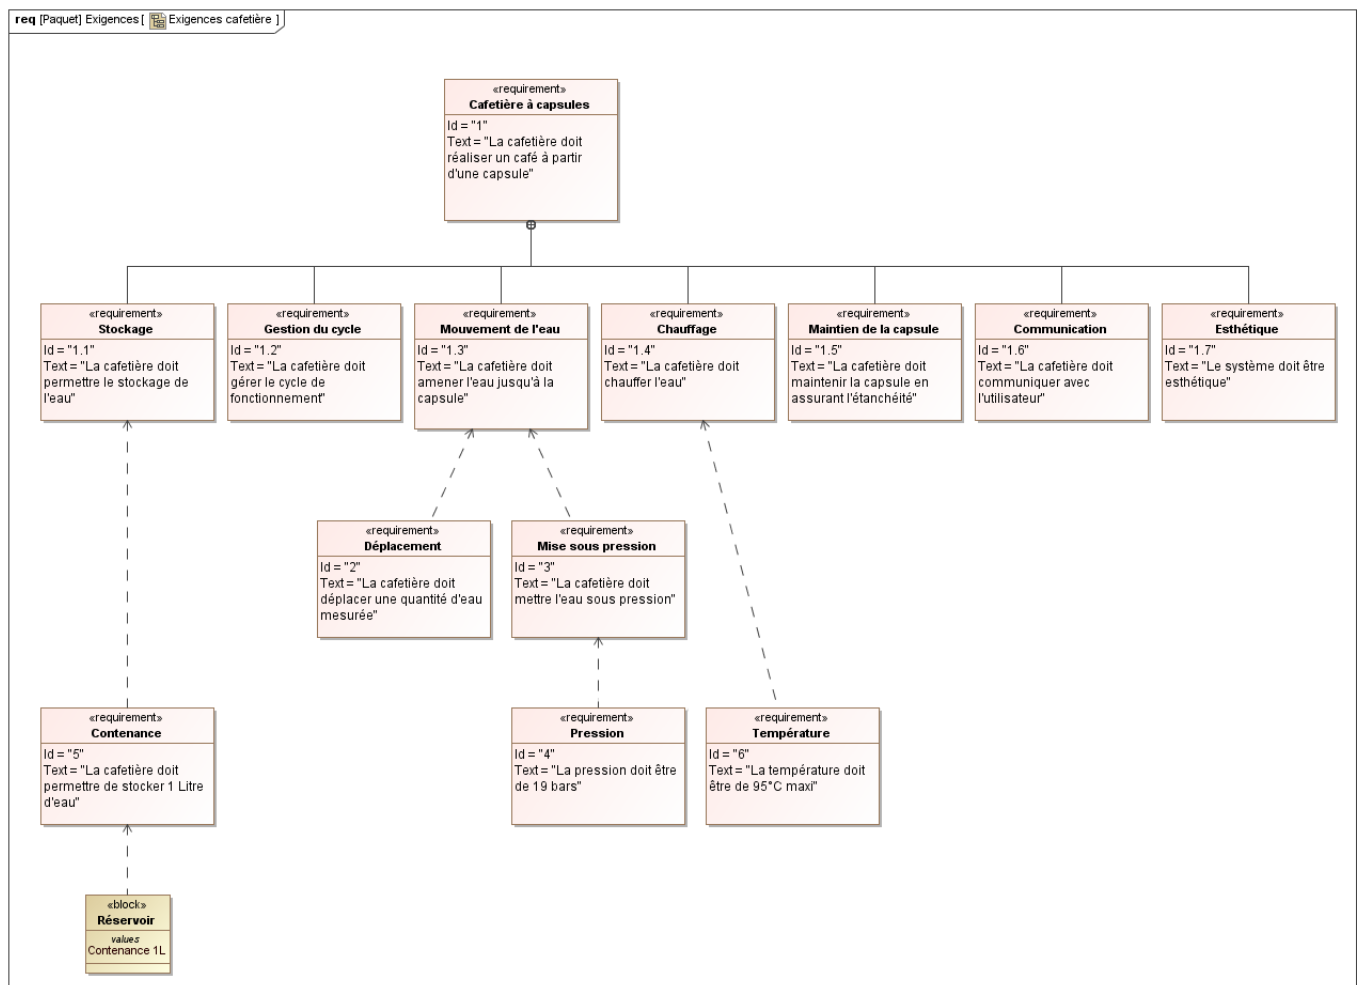 req [Paquet] Exigences [ Exigences cafetière ]
«requirement»
Cafetière à capsules
Id = "1"
Text = "La cafetière doit
réaliser un café à partir
d'une capsule"
«requirement»
Stockage
Id = "1.1"
Text = "La cafetière doit
permettre le stockage de
l'eau"
«requirement»
Gestion du cycle
Id = "1.2"
Text = "La cafetière doit
gérer le cycle de
fonctionnement"
«requirement»
Mouvement de l'eau
Id = "1.3"
Text = "La cafetière doit
amener l'eau jusqu'à la
capsule"
«requirement»
Chauffage
Id = "1.4"
Text = "La cafetière doit
chauffer l'eau"
«requirement»
Maintien de la capsule
Id = "1.5"
Text = "La cafetière doit
maintenir la capsule en
assurant l'étanchéité"
«requirement»
Communication
Id = "1.6"
Text = "La cafetière doit
communiquer avec
l'utilisateur"
«requirement»
Esthétique
Id = "1.7"
Text = "Le système doit être
esthétique"
«requirement»
Déplacement
Id = "2"
Text = "La cafetière doit
déplacer une quantité d'eau
mesurée"
«requirement»
Mise sous pression
Id = "3"
Text = "La cafetière doit
mettre l'eau sous pression"
«requirement»
Contenance
Id = "5"
Text = "La cafetière doit
permettre de stocker 1 Litre
d'eau"
«requirement»
Pression
Id = "4"
Text = "La pression doit être
de 19 bars"
«requirement»
Température
Id = "6"
Text = "La température doit
être de 95°C maxi"
«block»
Réservoir
values
Contenance 1L